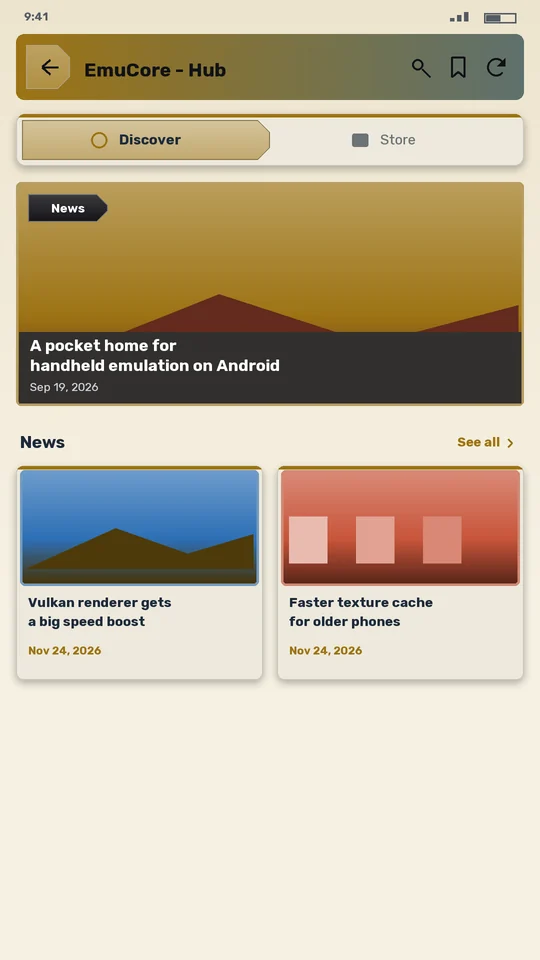 9:41
EmuCore - Hub
Discover
Store
News
A pocket home for
handheld emulation on Android
Sep 19, 2026
News
See all
Vulkan renderer gets
a big speed boost
Nov 24, 2026
Faster texture cache
for older phones
Nov 24, 2026